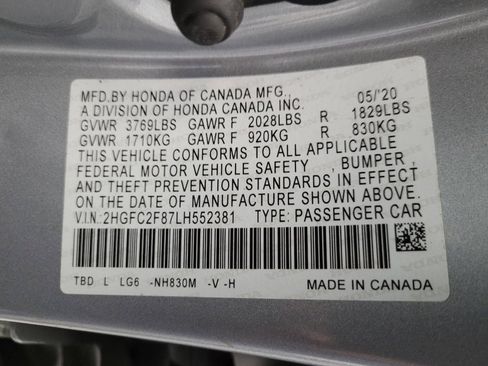 MFD.BY HONDA OF CANADA MFG., 05/'20
A DIVISION OF HONDA CANADA INC.
GVWR 3769LBS GAWR F 2028LBS R 1829LBS
GVWR 1710KG GAWR F 920KG R 830KG
THIS VEHICLE CONFORMS TO ALL APPLICABLE
FEDERAL MOTOR VEHICLE SAFETY , BUMPER ,
AND THEFT PREVENTION STANDARDS IN EFFECT
ON THE DATE OF MANUFACTURE SHOWN ABOVE.
V.I.N: 2HGFC2F87LH552381 TYPE: PASSENGER CAR
TBD L LG6 -NH830M -V -H MADE IN CANADA